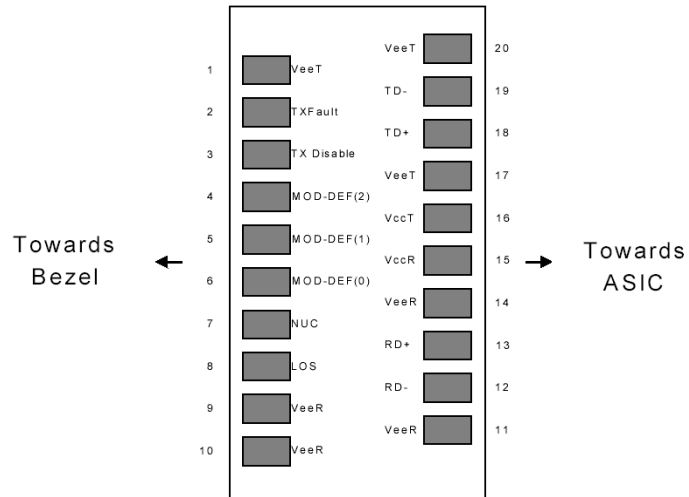 VeeT 20
1 VeeT
TD- 19
2 TXFault
TD+ 18
3 TX Disable
VeeT 17
4 MOD-DEF(2)
VccT 16
5 MOD-DEF(1)
Towards
Bezel
VccR 15
Towards
ASIC
6 MOD-DEF(0)
VeeR 14
7 NUC
RD+ 13
8 LOS
RD- 12
9 VeeR
VeeR 11
10 VeeR